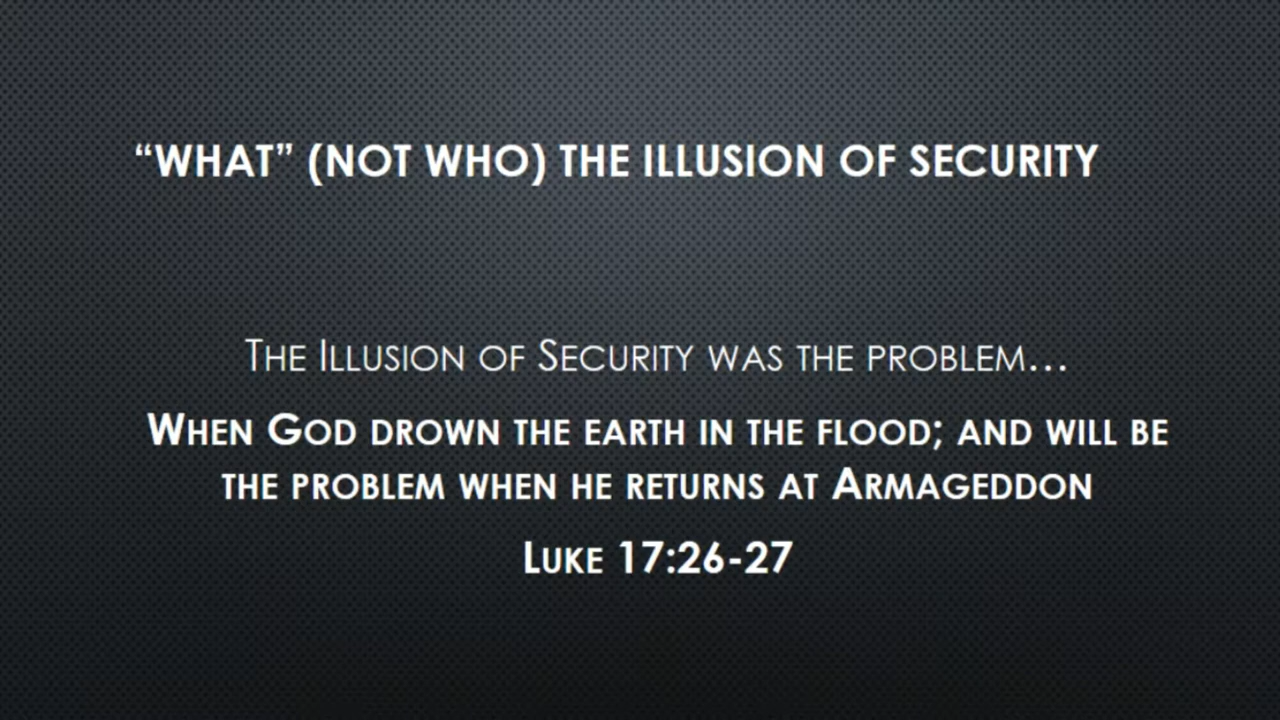 “WHAT” (NOT WHO) THE ILLUSION OF SECURITY
The Illusion of Security was the problem…
When God drown the earth in the flood; and will be
the problem when he returns at Armageddon
Luke 17:26-27